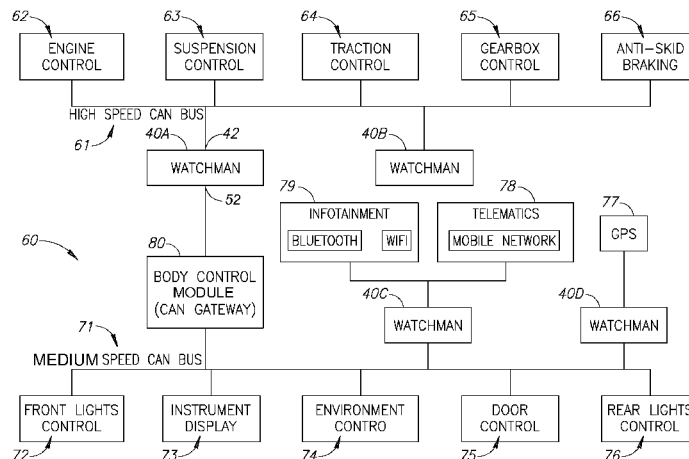 62
63
64
65
66
ENGINE
CONTROL
SUSPENSION
CONTROL
TRACTION
CONTROL
GEARBOX
CONTROL
ANTI-SKID
BRAKING
HIGH SPEED CAN BUS
61
40A
42
40B
WATCHMAN
WATCHMAN
52
79
78
77
INFOTAINMENT
BLUETOOTH
WIFI
TELEMATICS
MOBILE NETWORK
GPS
60
80
BODY CONTROL
MODULE
(CAN GATEWAY)
40C
40D
WATCHMAN
WATCHMAN
71
MEDIUM SPEED CAN BUS
FRONT LIGHTS
CONTROL
INSTRUMENT
DISPLAY
ENVIRONMENT
CONTRO
DOOR
CONTROL
REAR LIGHTS
CONTROL
72
73
74
75
76